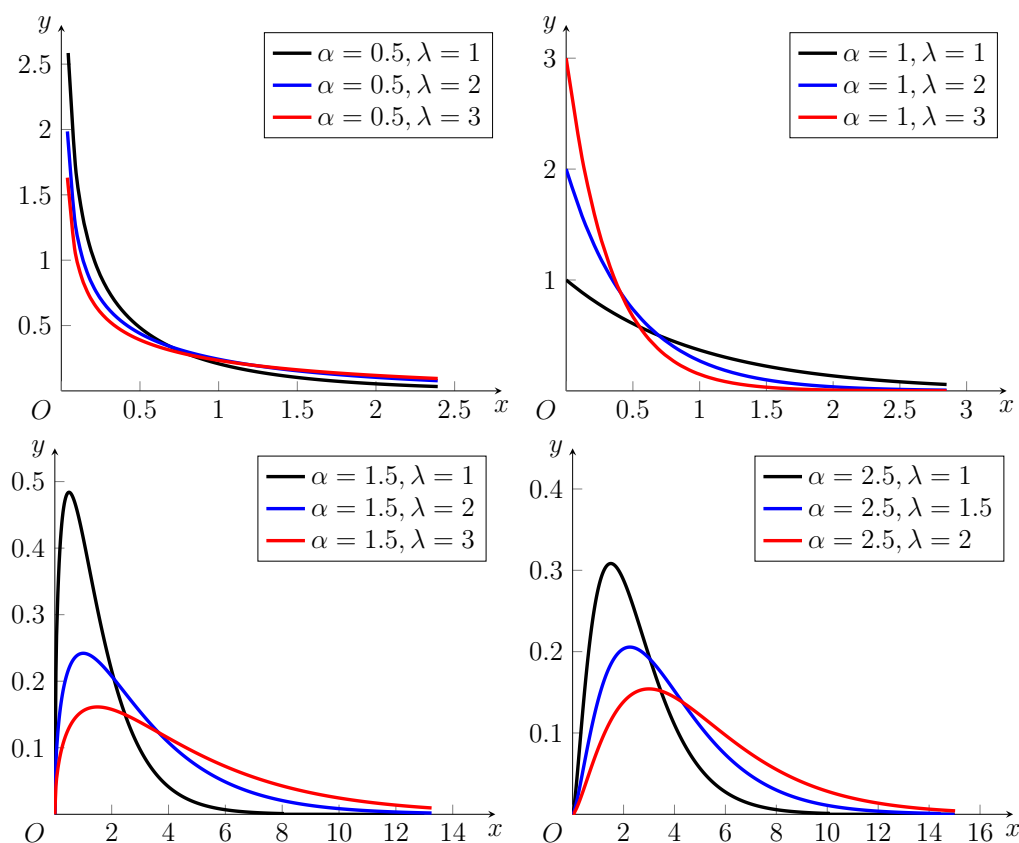 y
2.5
2
1.5
1
0.5
O
0.5
1
1.5
2
2.5
x
α = 0.5, λ = 1
α = 0.5, λ = 2
α = 0.5, λ = 3
y
3
2
1
O
0.5
1
1.5
2
2.5
3
x
α = 1, λ = 1
α = 1, λ = 2
α = 1, λ = 3
y
0.5
0.4
0.3
0.2
0.1
O
2
4
6
8
10
12
14
x
α = 1.5, λ = 1
α = 1.5, λ = 2
α = 1.5, λ = 3
y
0.4
0.3
0.2
0.1
O
2
4
6
8
10
12
14
16
x
α = 2.5, λ = 1
α = 2.5, λ = 1.5
α = 2.5, λ = 2